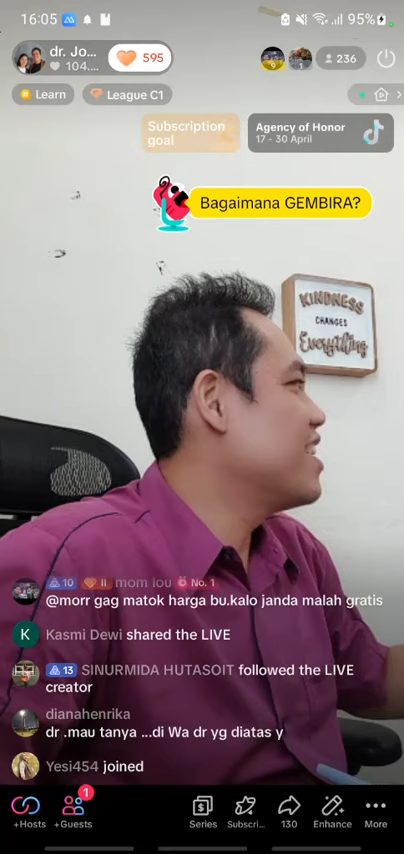 16:05
95%
dr. Jo...
104....
595
9
236
Learn
League C1
Subscription
goal
Agency of Honor
17 - 30 April
Bagaimana GEMBIRA?
KINDNESS
CHANGES
Everything
10 II mom lou No. 1
@morr gag matok harga bu.kalo janda malah gratis
K Kasmi Dewi shared the LIVE
13 SINURMIDA HUTASOIT followed the LIVE
creator
dianahenrika
dr .mau tanya ...di Wa dr yg diatas y
Yesi454 joined
1
+Hosts
+Guests
Series
Subscri...
130
Enhance
More